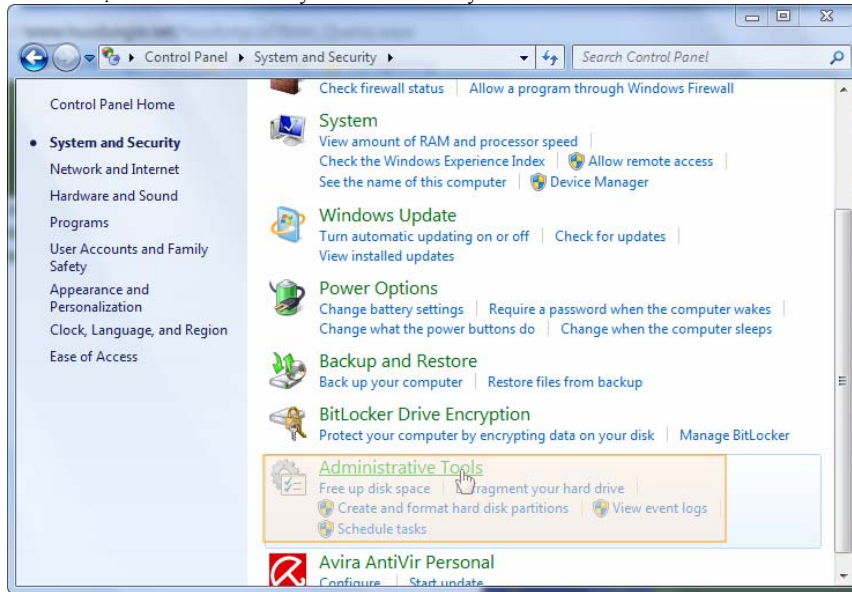 Control Panel ▸ System and Security ▸
Search Control Panel
Control Panel Home
System and Security
Network and Internet
Hardware and Sound
Programs
User Accounts and Family
Safety
Appearance and
Personalization
Clock, Language, and Region
Ease of Access
Check firewall status | Allow a program through Windows Firewall
System
View amount of RAM and processor speed
Check the Windows Experience Index | Allow remote access
See the name of this computer | Device Manager
Windows Update
Turn automatic updating on or off | Check for updates
View installed updates
Power Options
Change battery settings | Require a password when the computer wakes
Change what the power buttons do | Change when the computer sleeps
Backup and Restore
Back up your computer | Restore files from backup
BitLocker Drive Encryption
Protect your computer by encrypting data on your disk | Manage BitLocker
Administrative Tools
Free up disk space | your hard drive
Create and format hard disk partitions | View event logs
Schedule tasks
Avira AntiVir Personal
Configure | Start update